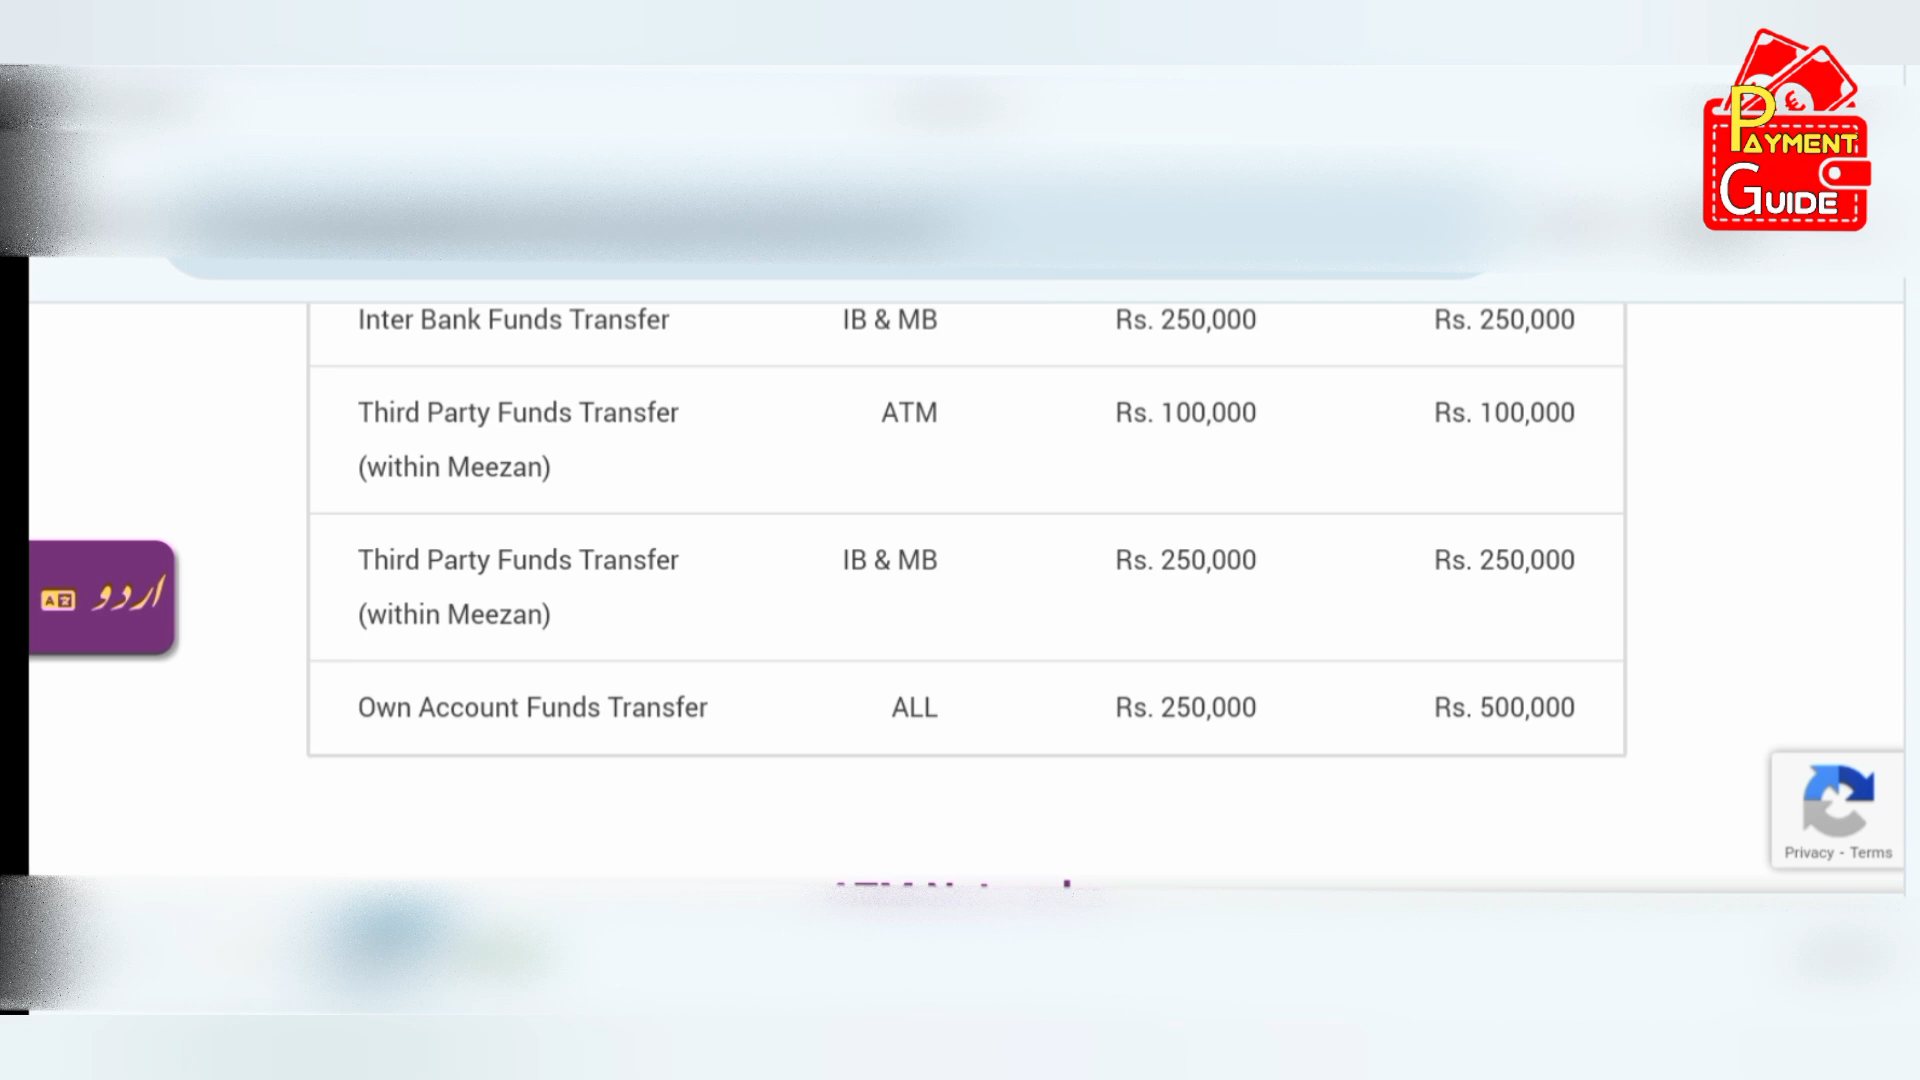 PAYMENT
GUIDE
Inter Bank Funds Transfer IB & MB Rs. 250,000 Rs. 250,000
Third Party Funds Transfer ATM Rs. 100,000 Rs. 100,000
(within Meezan)
Third Party Funds Transfer IB & MB Rs. 250,000 Rs. 250,000
(within Meezan)
اردو
Own Account Funds Transfer ALL Rs. 250,000 Rs. 500,000
Privacy - Terms